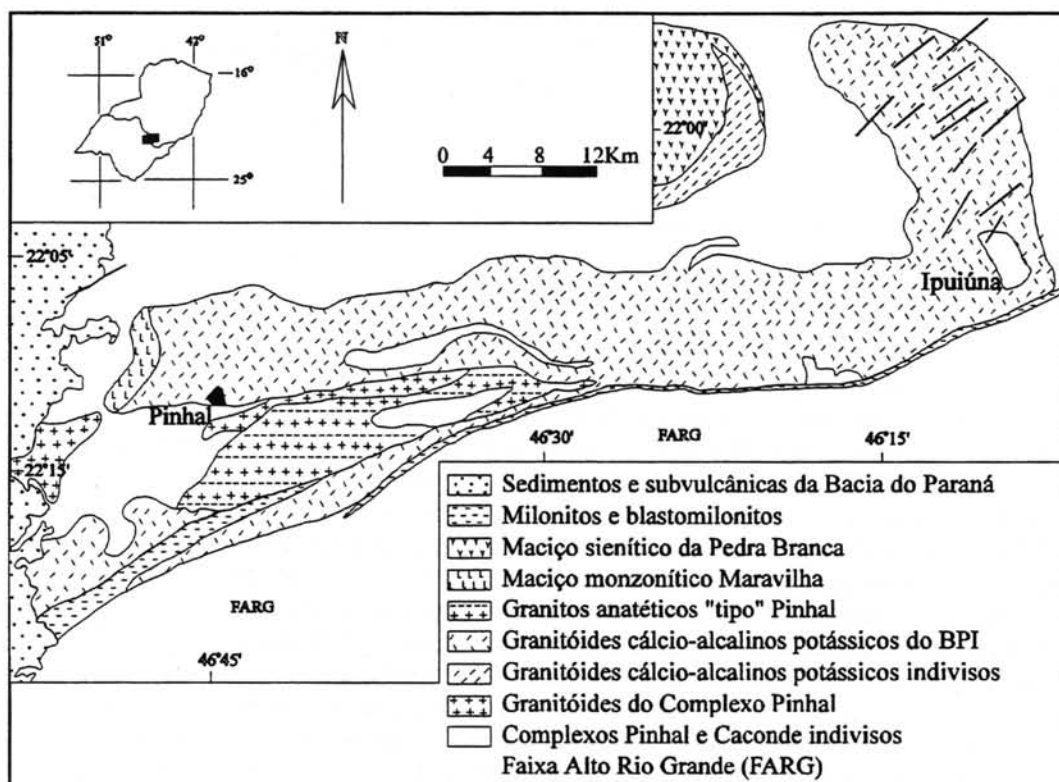 51°
42°
16°
25°
N
0 4 8 12Km
22°00'
22°05'
Ipuiúna
Pinhal
46°30'
FARG
46°15'
22°15'
FARG
46°45'
Sedimentos e subvulcânicas da Bacia do Paraná
Milonitos e blastomilonitos
Maciço sienítico da Pedra Branca
Maciço monzonítico Maravilha
Granitos anatéticos "tipo" Pinhal
Granitóides cálcio-alcalinos potássicos do BPI
Granitóides cálcio-alcalinos potássicos indivisos
Granitóides do Complexo Pinhal
Complexos Pinhal e Caconde indivisos
Faixa Alto Rio Grande (FARG)